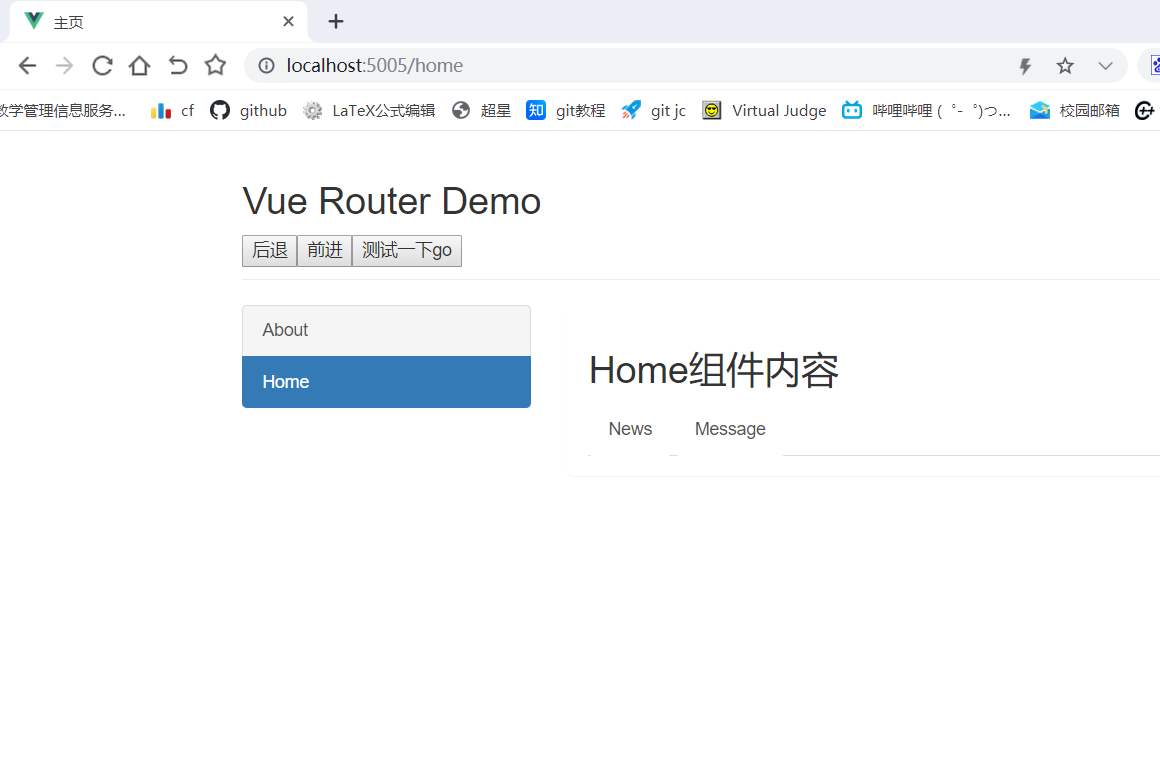 主页
localhost:5005/home
教学管理信息服务... cf github LaTeX公式编辑 超星 知 git教程 git jc Virtual Judge 哔哩哔哩 ( ゜- ゜)つ... 校园邮箱
Vue Router Demo
后退 前进 测试一下go
About
Home
Home组件内容
News Message